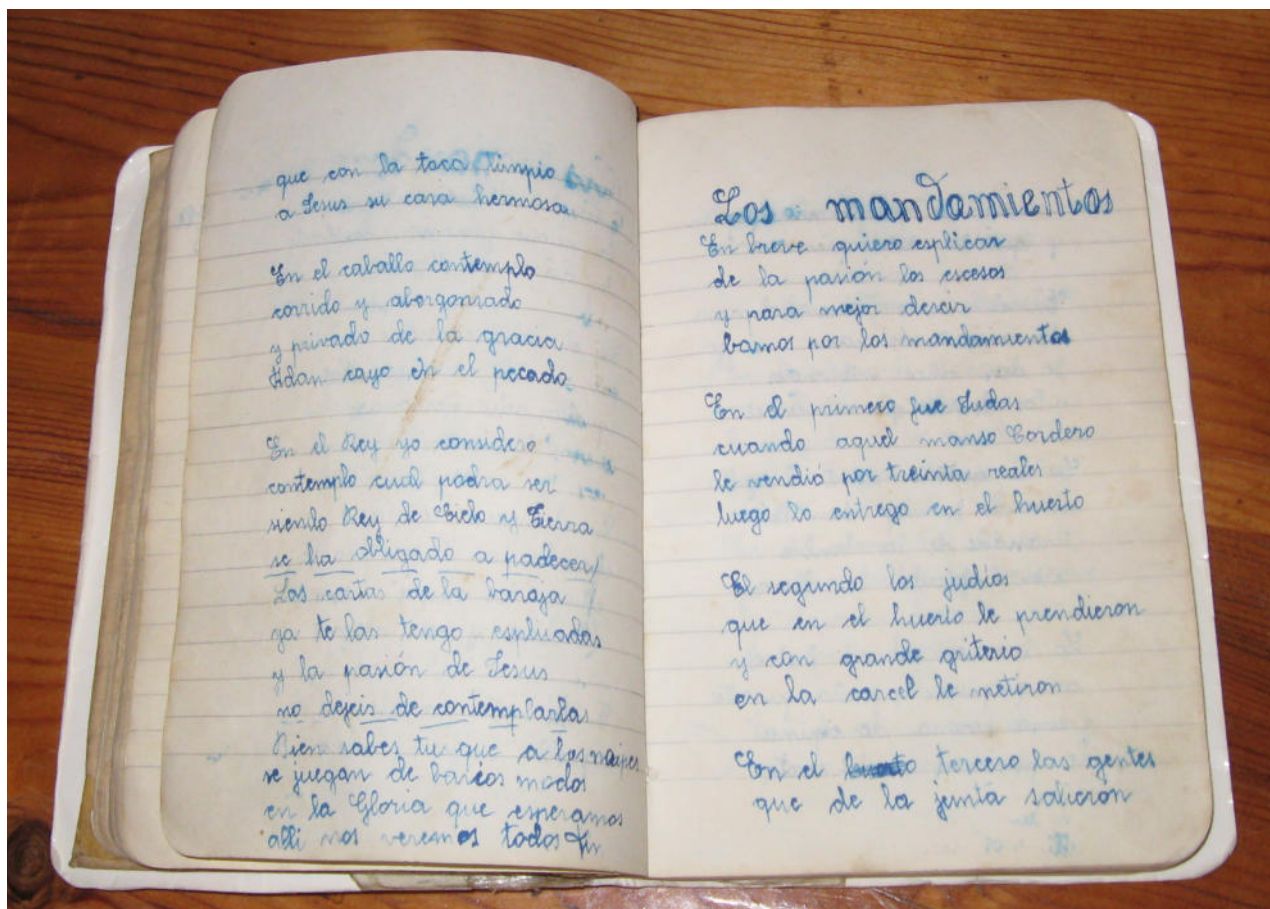 que con la toca limpio
a Jesus su cara hermosa
En el caballo contemplo
corrido y abergonzado
y privado de la gracia
Adan cayo en el pecado
En el Rey yo considero
contemplo cual podra ser
siendo Rey de Cielo y Tierra
se ha obligado a padecer/
Las cartas de la baraja
ya te las tengo esplicadas
y la pasión de Jesus
no dejeis de contemplarlas
Bien sabes tu que a los naipes
se juegan de barios modos
en la Gloria que esperamos
alli nos veremos todos Fin
Los mandamientos
En breve quiero esplicar
de la pasión los escesos
y para mejor decir
bamos por los mandamientos
En el primero fue Judas
cuando aquel manso Cordero
le vendió por treinta reales
luego lo entrego en el huerto
El segundo los judíos
que en el huerto le prendieron
y con grande griterio
en la carcel le metiron
En el tercero las gentes
que de la junta salieron